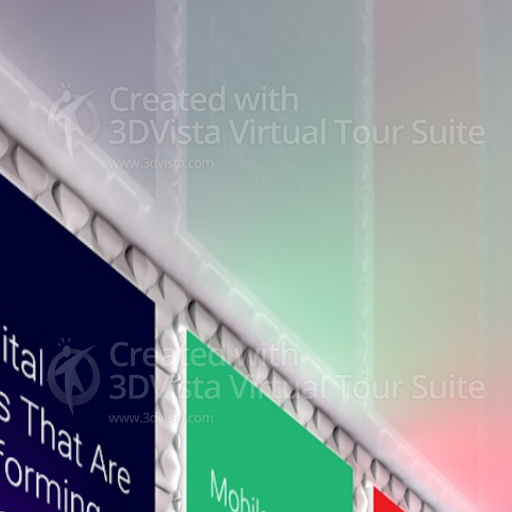 Created with
3DVista Virtual Tour Suite
www.3dvista.com
ital
s That Are
Forming
Created with
3DVista Virtual Tour Suite
www.3dvista.com
Mobile